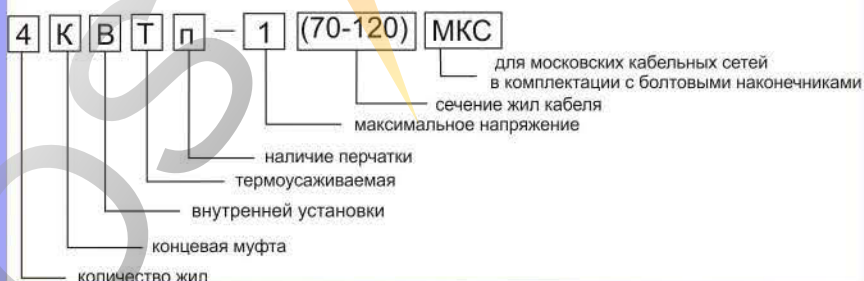 4 К В Т п — 1 (70-120) МКС
для московских кабельных сетей
в комплектации с болтовыми наконечниками
сечение жил кабеля
максимальное напряжение
наличие перчатки
термоусаживаемая
внутренней установки
концевая муфта
количество жил